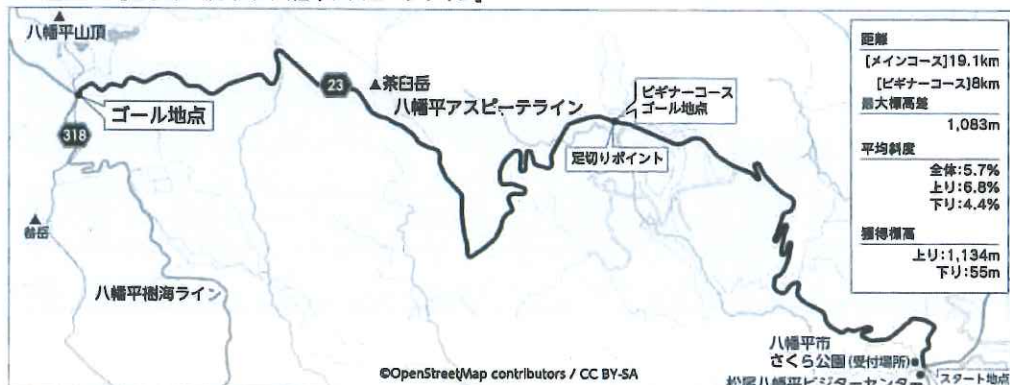 八幡平山頂
ゴール地点
318
畚岳
八幡平樹海ライン
23
茶臼岳
八幡平アスピーテライン
ビギナーコース
ゴール地点
足切りポイント
距離
[メインコース]19.1km
[ビギナーコース]8km
最大標高差
1,083m
平均斜度
全体:5.7%
上り:6.8%
下り:4.4%
獲得標高
上り:1,134m
下り:55m
八幡平市
さくら公園(受付場所)
松尾八幡平ビジターセンター
スタート地点
©OpenStreetMap contributors / CC BY-SA